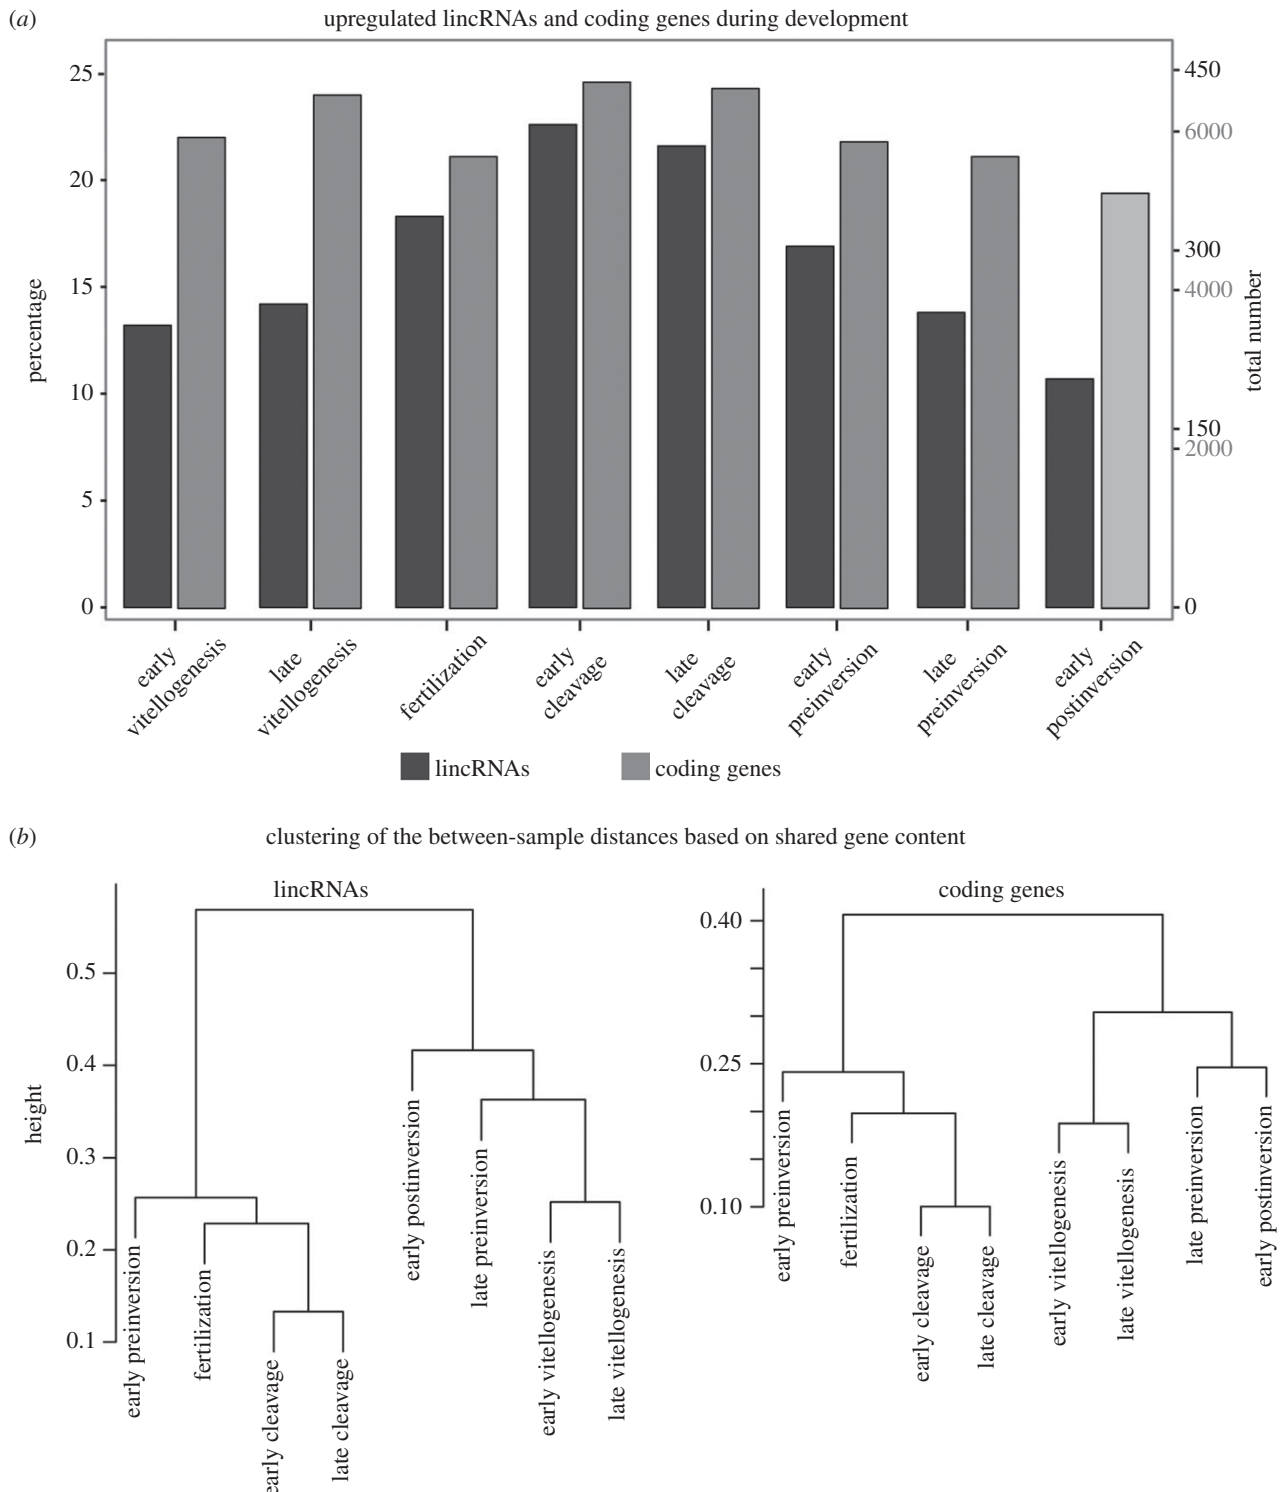 (a) upregulated lincRNAs and coding genes during development
percentage
25
20
15
10
5
0
450
6000
300
4000
150
2000
0
total number
early
vitellogenesis
late
vitellogenesis
fertilization
early
cleavage
late
cleavage
early
preinversion
late
preinversion
early
postinversion
lincRNAs
coding genes
(b) clustering of the between-sample distances based on shared gene content
lincRNAs
height
0.5
0.4
0.3
0.2
0.1
early preinversion
fertilization
early cleavage
late cleavage
early postinversion
late preinversion
early vitellogenesis
late vitellogenesis
coding genes
0.40
0.25
0.10
early preinversion
fertilization
early cleavage
late cleavage
early vitellogenesis
late vitellogenesis
late preinversion
early postinversion